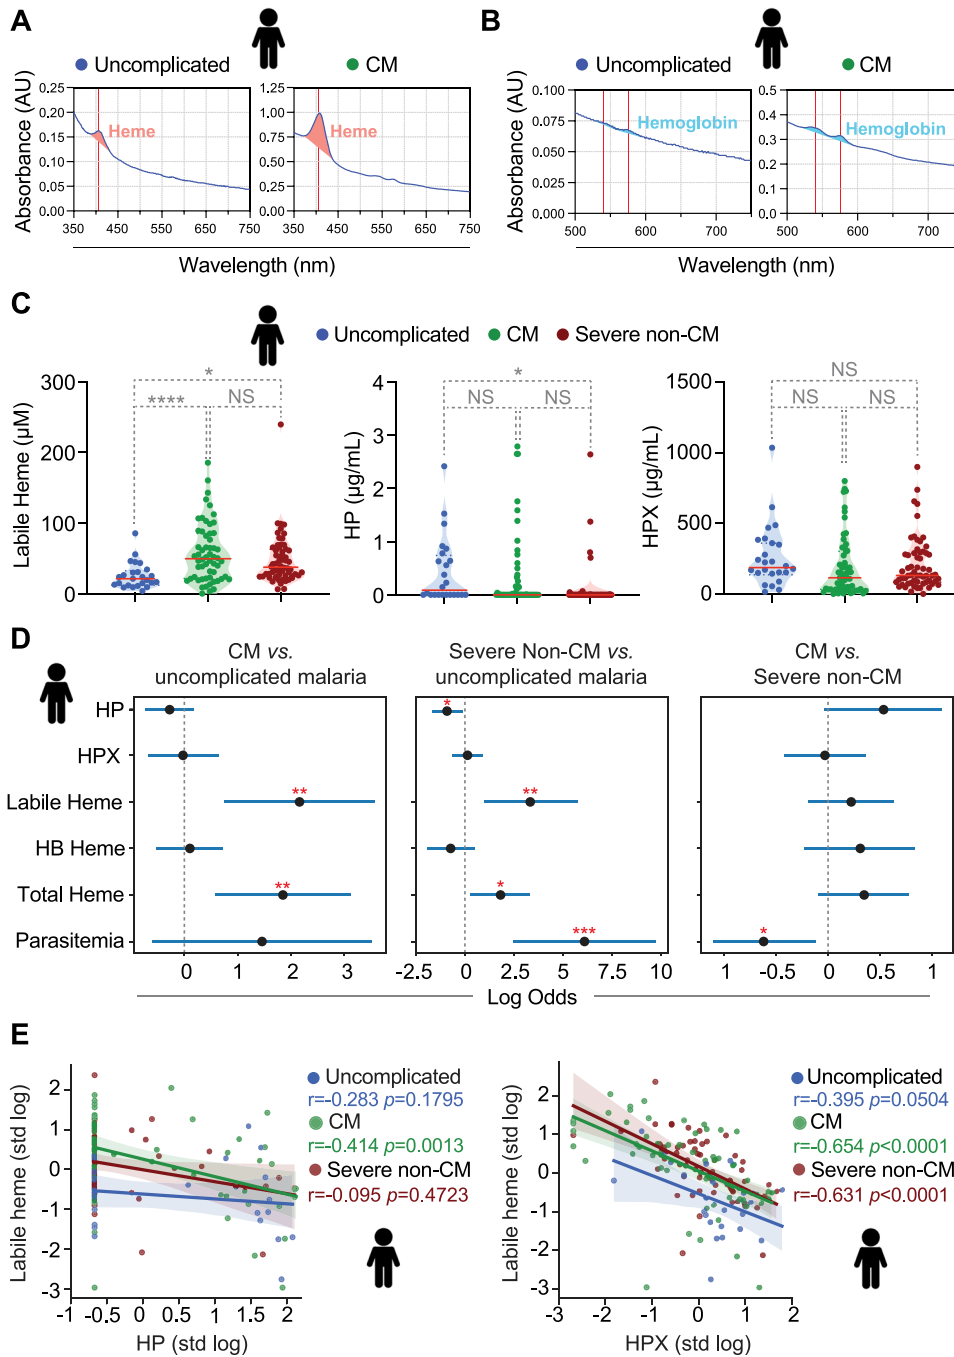 A
Uncomplicated
CM
Absorbance (AU)
0.25
0.20
0.15
0.10
0.05
0.00
Heme
350 450 550 650 750
1.25
1.00
0.75
0.50
0.25
0.00
Heme
350 450 550 650 750
Wavelength (nm)
B
Uncomplicated
CM
Absorbance (AU)
0.100
0.075
0.050
0.025
0.000
Hemoglobin
500 600 700
0.5
0.4
0.3
0.2
0.1
0.0
Hemoglobin
500 600 700
Wavelength (nm)
C
Uncomplicated CM Severe non-CM
Labile Heme (µM)
300
200
100
0
*
**** NS
HP
(µg/mL)
4
3
2
1
0
*
NS NS
HPX (µg/mL)
1500
1000
500
0
NS
NS NS
D
CM vs.
uncomplicated malaria
Severe Non-CM vs.
uncomplicated malaria
CM vs.
Severe non-CM
HP
HPX
Labile Heme
HB Heme
Total Heme
Parasitemia
**
**
0 1 2 3
*
**
*
***
-2.5 0 2.5 5 7.5 10
*
1 -0.5 0 0.5 1
Log Odds
E
Labile heme (std log)
2
1
0
-1
-2
-3
-1 -0.5 0 0.5 1 1.5 2
HP (std log)
Uncomplicated
r=-0.283 p=0.1795
CM
r=-0.414 p=0.0013
Severe non-CM
r=-0.095 p=0.4723
Labile heme (std log)
2
1
0
-1
-2
-3
-3 -2 -1 0 1 2
HPX (std log)
Uncomplicated
r=-0.395 p=0.0504
CM
r=-0.654 p<0.0001
Severe non-CM
r=-0.631 p<0.0001